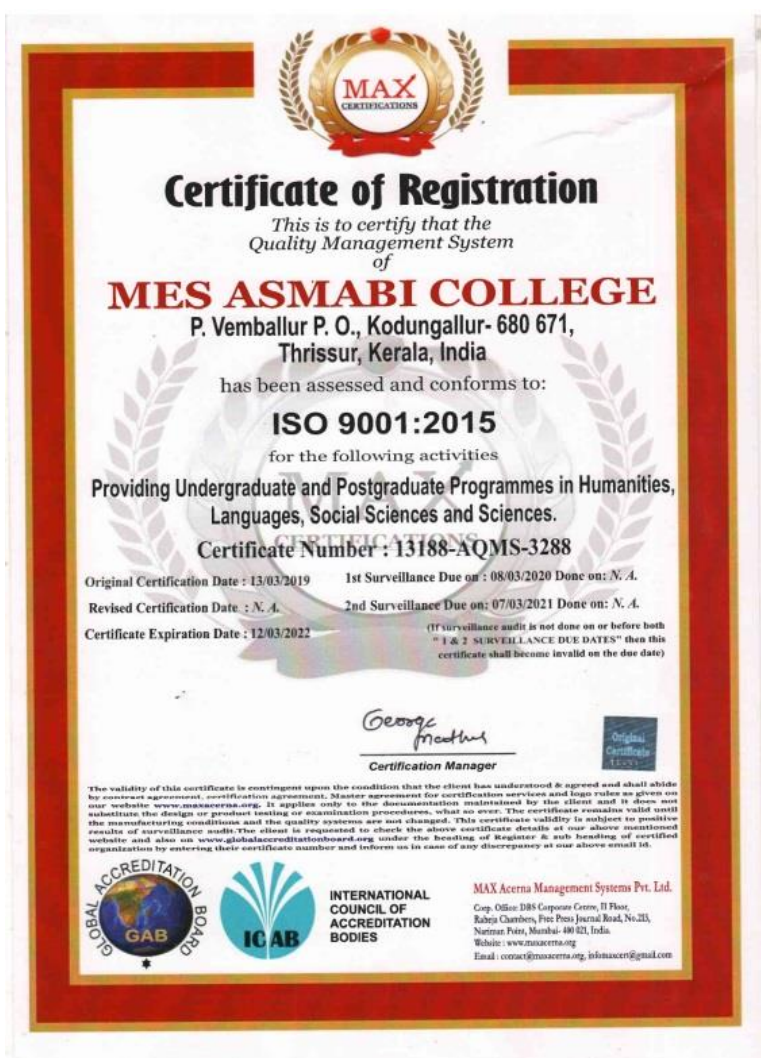 MAX
CERTIFICATIONS
Certificate of Registration
This is to certify that the
Quality Management System
of
MES ASMABI COLLEGE
P. Vemballur P. O., Kodungallur- 680 671,
Thrissur, Kerala, India
has been assessed and conforms to:
ISO 9001:2015
for the following activities
Providing Undergraduate and Postgraduate Programmes in Humanities,
Languages, Social Sciences and Sciences.
MAX
CERTIFICATIONS
Certificate Number : 13188-AQMS-3288
Original Certification Date : 13/03/2019
1st Surveillance Due on : 08/03/2020 Done on: N. A.
Revised Certification Date : N. A.
2nd Surveillance Due on: 07/03/2021 Done on: N. A.
Certificate Expiration Date : 12/03/2022
(If surveillance audit is not done on or before both
" 1 & 2 SURVEILLANCE DUE DATES" then this
certificate shall become invalid on the due date)
George
Certification Manager
Original
Certificate
The validity of this certificate is contingent upon the condition that the client has understood & agreed and shall abide
by contract agreement, certification agreement, Master agreement for certification services and logo rules as given on
our website www.maxacerna.org. It applies only to the documentation maintained by the client and it does not
substitute the design or product testing or examination procedures, what so ever. The certificate remains valid until
the manufacturing conditions and the quality systems are not changed. This certificate validity is subject to positive
results of surveillance audit.The client is requested to check the above certificate details at our above mentioned
website and also on www.globalaccreditationboard.org under the heading of Register & sub heading of certified
organization by entering their certificate number and inform us in case of any discrepancy at our above email id.
GLOBAL ACCREDITATION BOARD
GAB
ICAB
INTERNATIONAL
COUNCIL OF
ACCREDITATION
BODIES
MAX Acerna Management Systems Pvt. Ltd.
Corp. Office: DBS Corporate Centre, II Floor,
Raheja Chambers, Free Press Journal Road, No.213,
Nariman Point, Mumbai- 400 021, India.
Website : www.maxacerna.org
Email : contact@maxacerna.org, infomaxcert@gmail.com